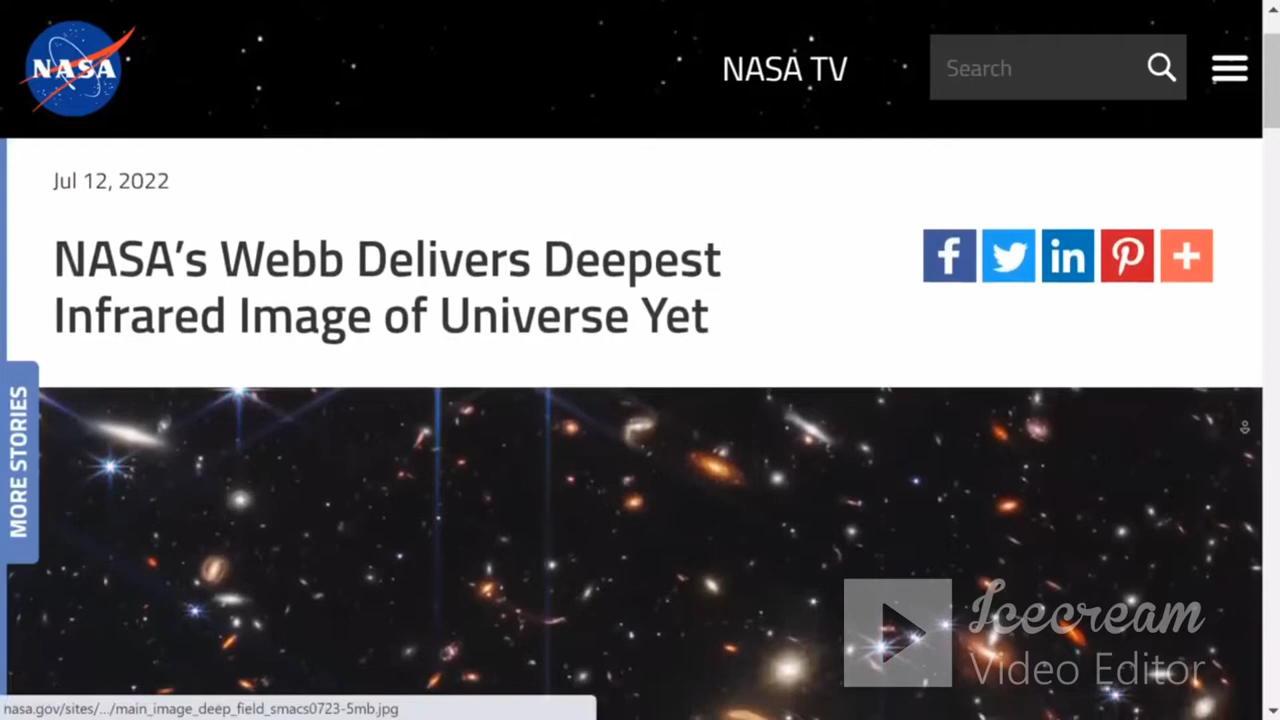 NASA
NASA TV
Search
Jul 12, 2022
NASA's Webb Delivers Deepest
Infrared Image of Universe Yet
MORE STORIES
Icecream
Video Editor
nasa.gov/sites/.../main_image_deep_field_smacs0723-5mb.jpg